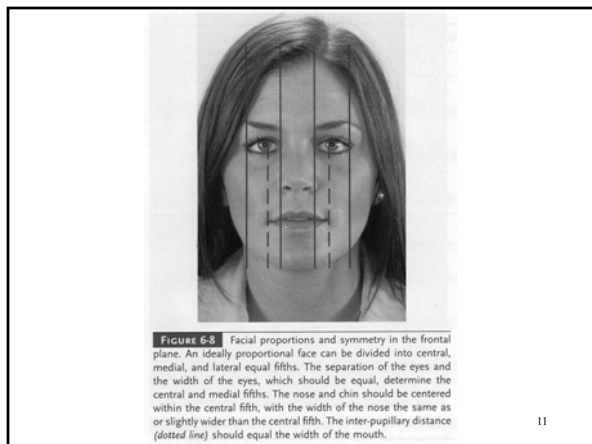 FIGURE 6-8 Facial proportions and symmetry in the frontal
plane. An ideally proportional face can be divided into central,
medial, and lateral equal fifths. The separation of the eyes and
the width of the eyes, which should be equal, determine the
central and medial fifths. The nose and chin should be centered
within the central fifth, with the width of the nose the same as
or slightly wider than the central fifth. The inter-pupillary distance
(dotted line) should equal the width of the mouth.
11